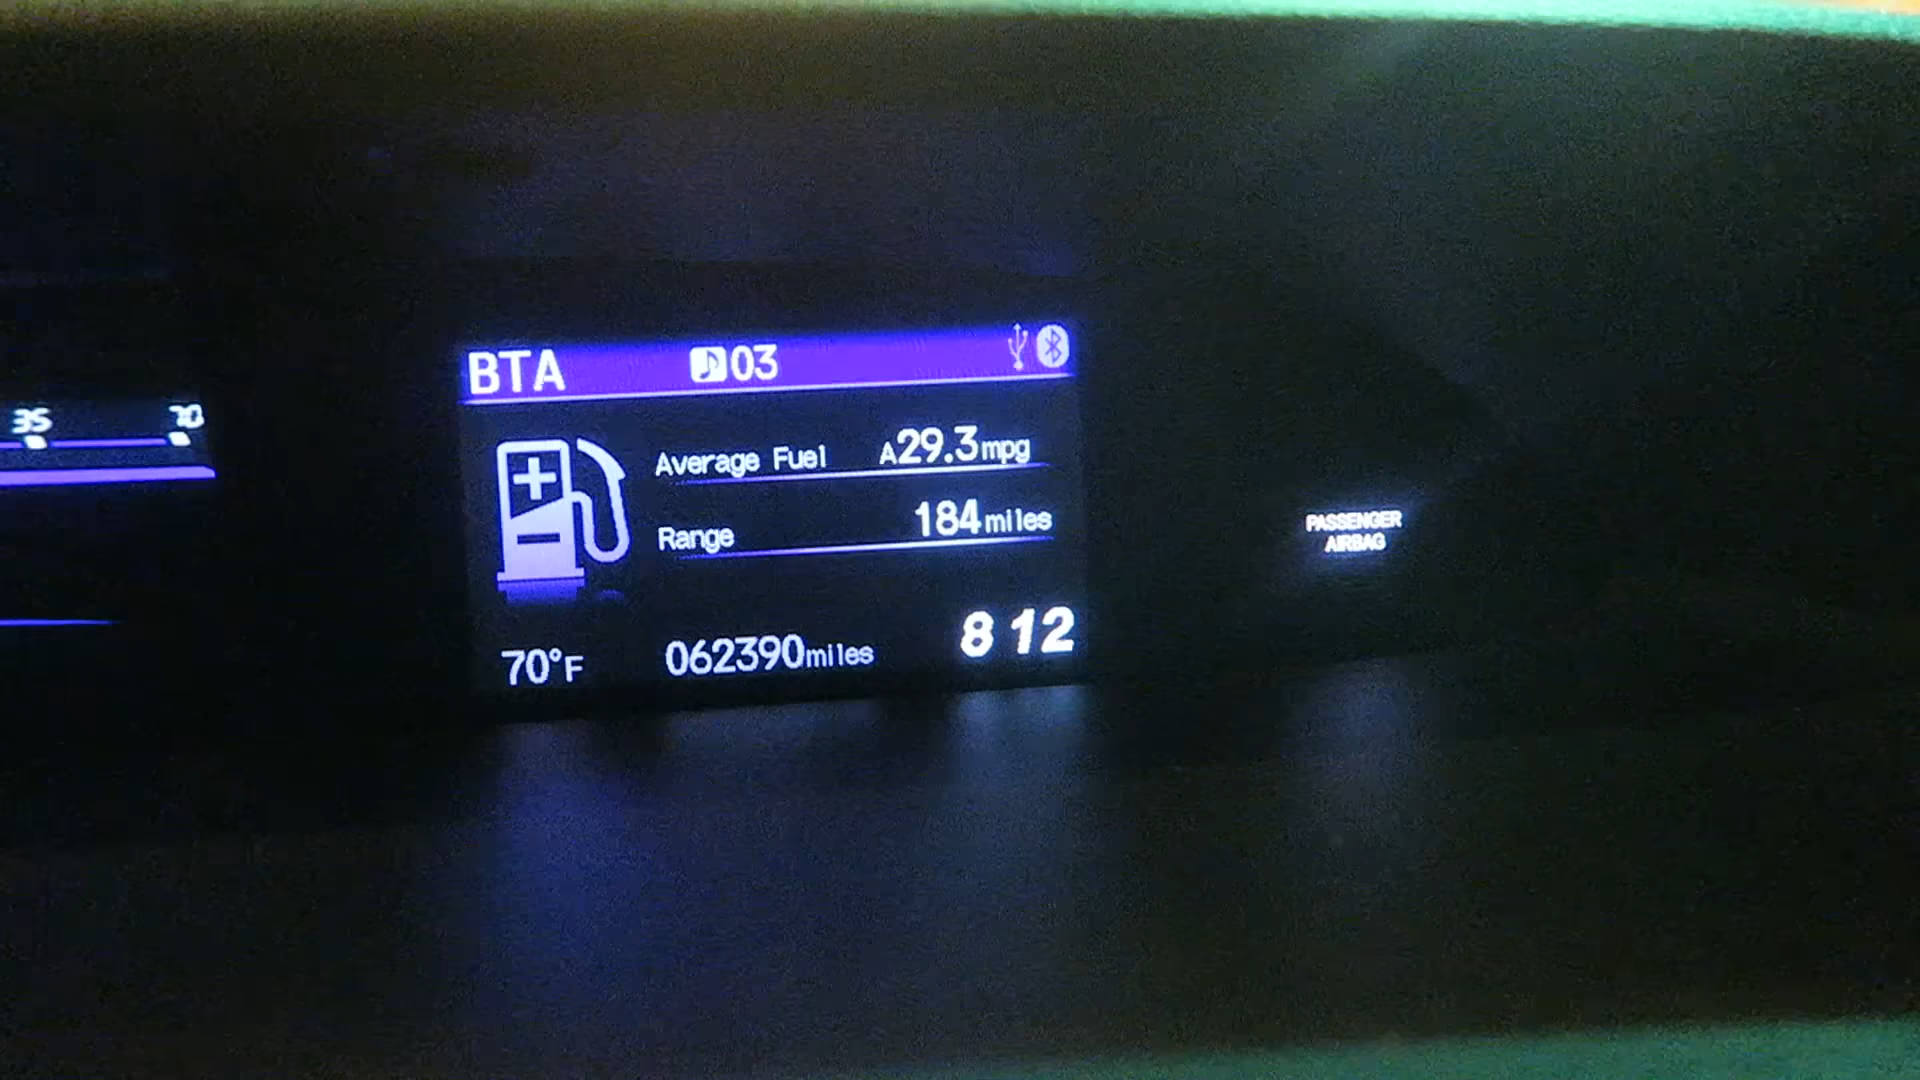 BTA 03
35 70
Average Fuel A29.3mpg
Range 184miles
PASSENGER
AIRBAG
70°F 062390miles 8 12